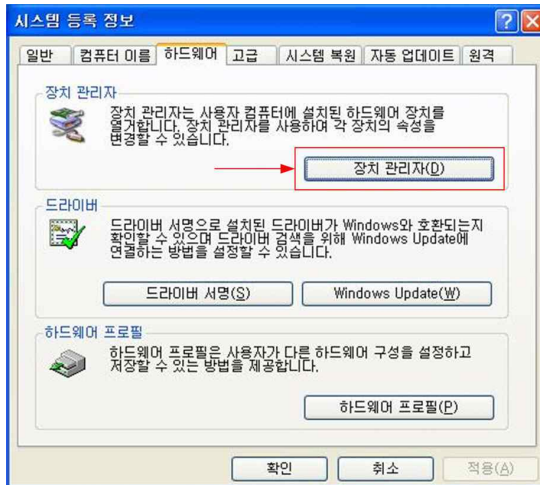 시스템 등록 정보
일반 컴퓨터 이름 하드웨어 고급 시스템 복원 자동 업데이트 원격
장치 관리자
장치 관리자는 사용자 컴퓨터에 설치된 하드웨어 장치를
열거합니다. 장치 관리자를 사용하여 각 장치의 속성을
변경할 수 있습니다.
장치 관리자(D)
드라이버
드라이버 서명으로 설치된 드라이버가 Windows와 호환되는지
확인할 수 있으며 드라이버 검색을 위해 Windows Update에
연결하는 방법을 설정할 수 있습니다.
드라이버 서명(S) Windows Update(W)
하드웨어 프로필
하드웨어 프로필은 사용자가 다른 하드웨어 구성을 설정하고
저장할 수 있는 방법을 제공합니다.
하드웨어 프로필(P)
확인 취소 적용(A)